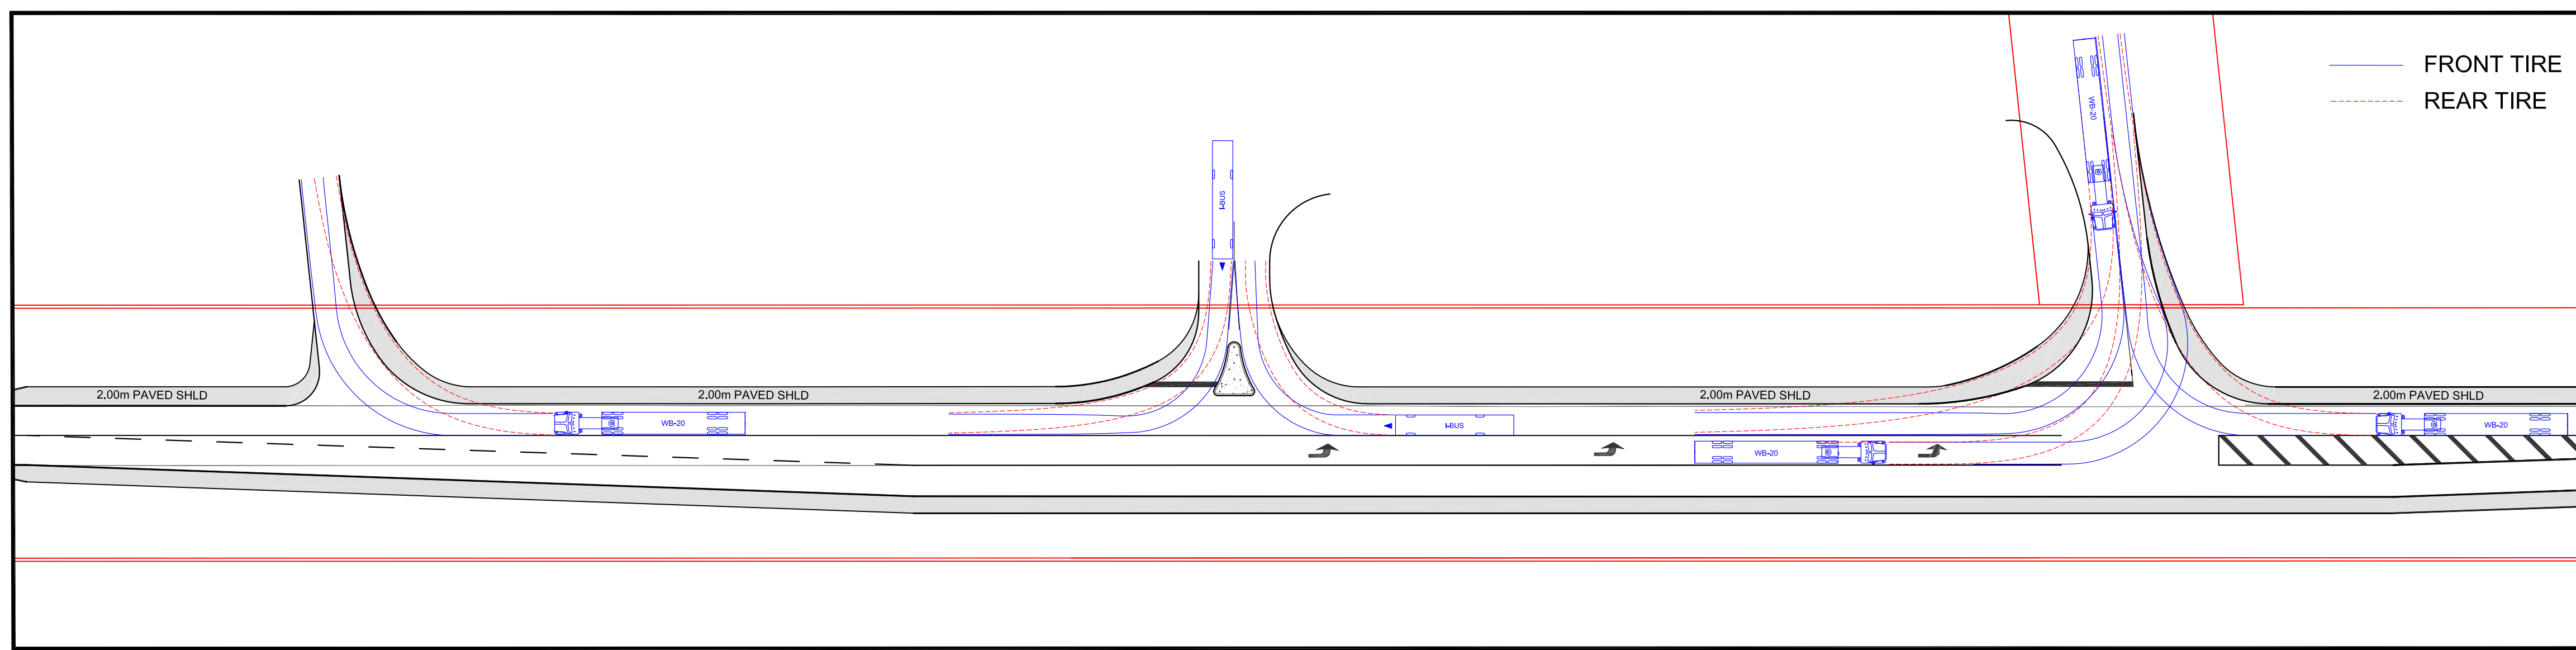 FRONT TIRE
REAR TIRE
WB-20
I-BUS
2.00m PAVED SHLD
2.00m PAVED SHLD
2.00m PAVED SHLD
2.00m PAVED SHLD
WB-20
I-BUS
WB-20
WB-20